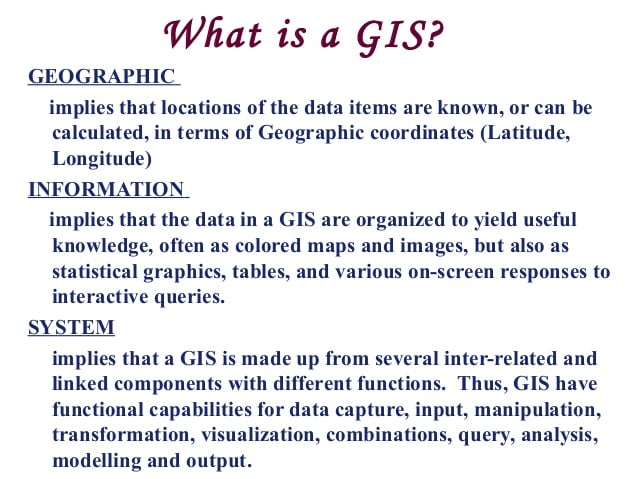 What is a GIS?
GEOGRAPHIC
implies that locations of the data items are known, or can be
calculated, in terms of Geographic coordinates (Latitude,
Longitude)
INFORMATION
implies that the data in a GIS are organized to yield useful
knowledge, often as colored maps and images, but also as
statistical graphics, tables, and various on-screen responses to
interactive queries.
SYSTEM
implies that a GIS is made up from several inter-related and
linked components with different functions.  Thus, GIS have
functional capabilities for data capture, input, manipulation,
transformation, visualization, combinations, query, analysis,
modelling and output.